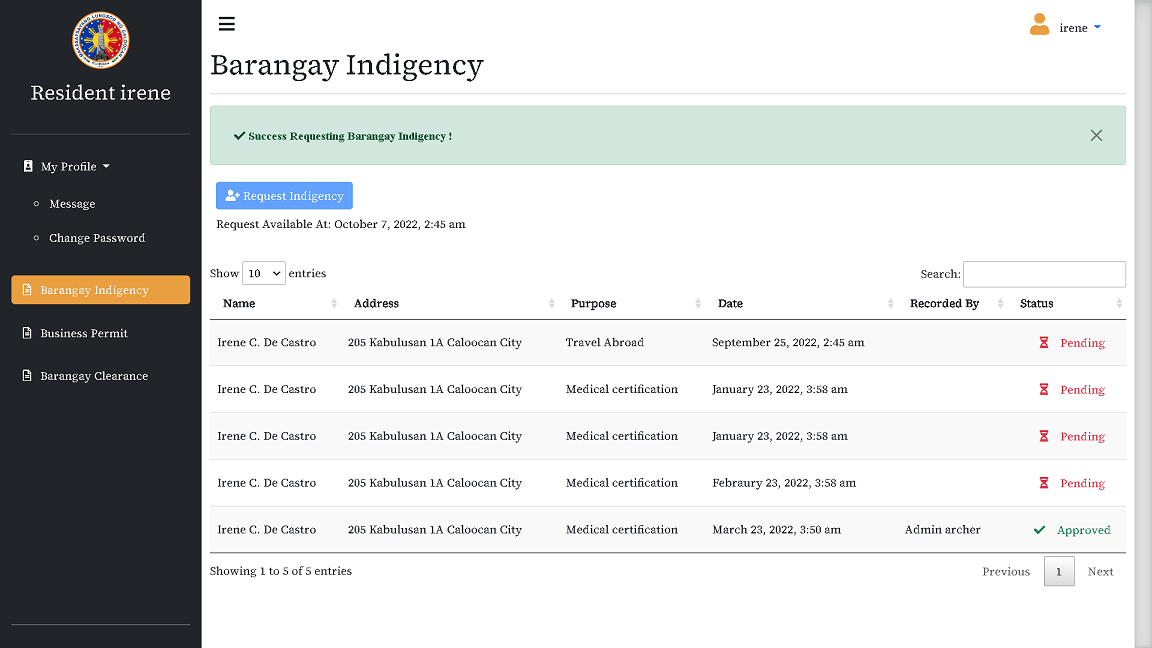 irene
Resident irene
My Profile
Message
Change Password
Barangay Indigency
Business Permit
Barangay Clearance
Barangay Indigency
Success Requesting Barangay Indigency !
Request Indigency
Request Available At: October 7, 2022, 2:45 am
Show 10 entries
Search:
Name Address Purpose Date Recorded By Status
Irene C. De Castro 205 Kabulusan 1A Caloocan City Travel Abroad September 25, 2022, 2:45 am Pending
Irene C. De Castro 205 Kabulusan 1A Caloocan City Medical certification January 23, 2022, 3:58 am Pending
Irene C. De Castro 205 Kabulusan 1A Caloocan City Medical certification January 23, 2022, 3:58 am Pending
Irene C. De Castro 205 Kabulusan 1A Caloocan City Medical certification Febraury 23, 2022, 3:58 am Pending
Irene C. De Castro 205 Kabulusan 1A Caloocan City Medical certification March 23, 2022, 3:50 am Admin archer Approved
Showing 1 to 5 of 5 entries
Previous 1 Next